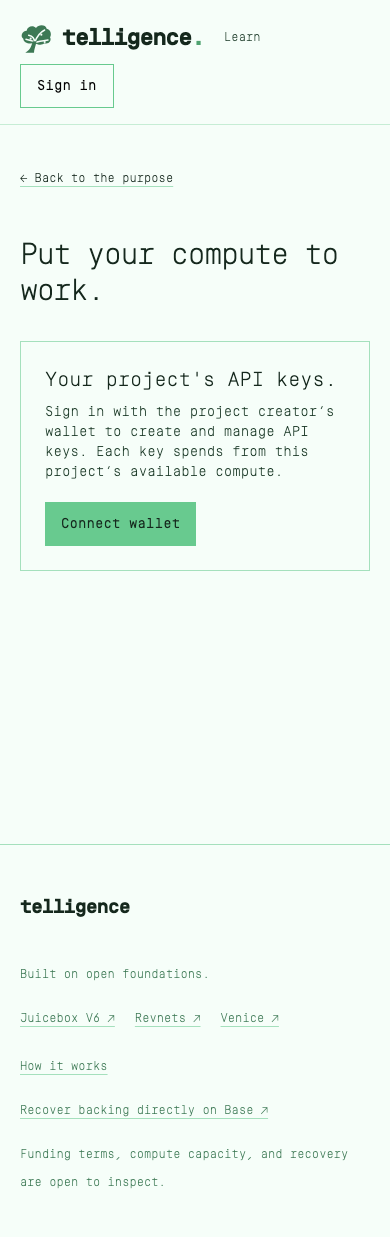 telligence.
Learn
Sign in
← Back to the purpose
Put your compute to
work.
Your project's API keys.
Sign in with the project creator’s
wallet to create and manage API
keys. Each key spends from this
project’s available compute.
Connect wallet
telligence
Built on open foundations.
Juicebox V6 ↗ Revnets ↗ Venice ↗
How it works
Recover backing directly on Base ↗
Funding terms, compute capacity, and recovery
are open to inspect.